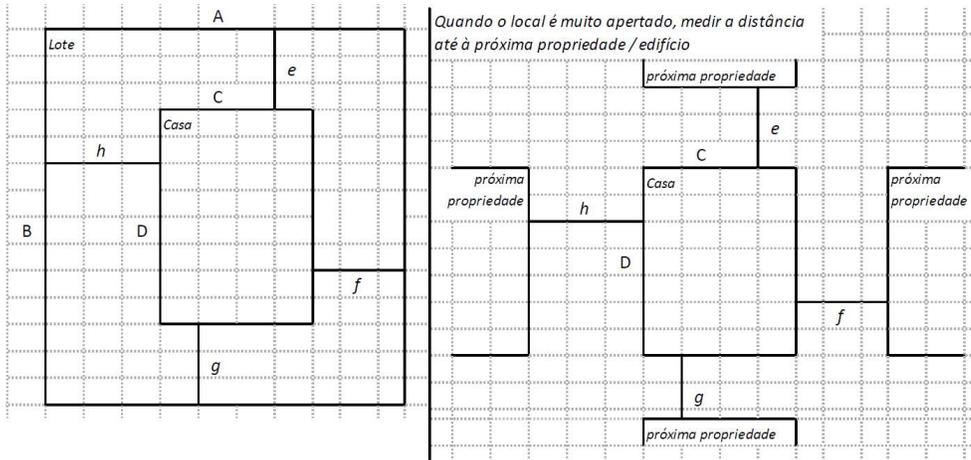 A
Lote
e
C
Casa
h
B
D
f
g
Quando o local é muito apertado, medir a distância
até à próxima propriedade / edifício
próxima propriedade
e
C
próxima
propriedade
Casa
próxima
propriedade
h
D
f
g
próxima propriedade